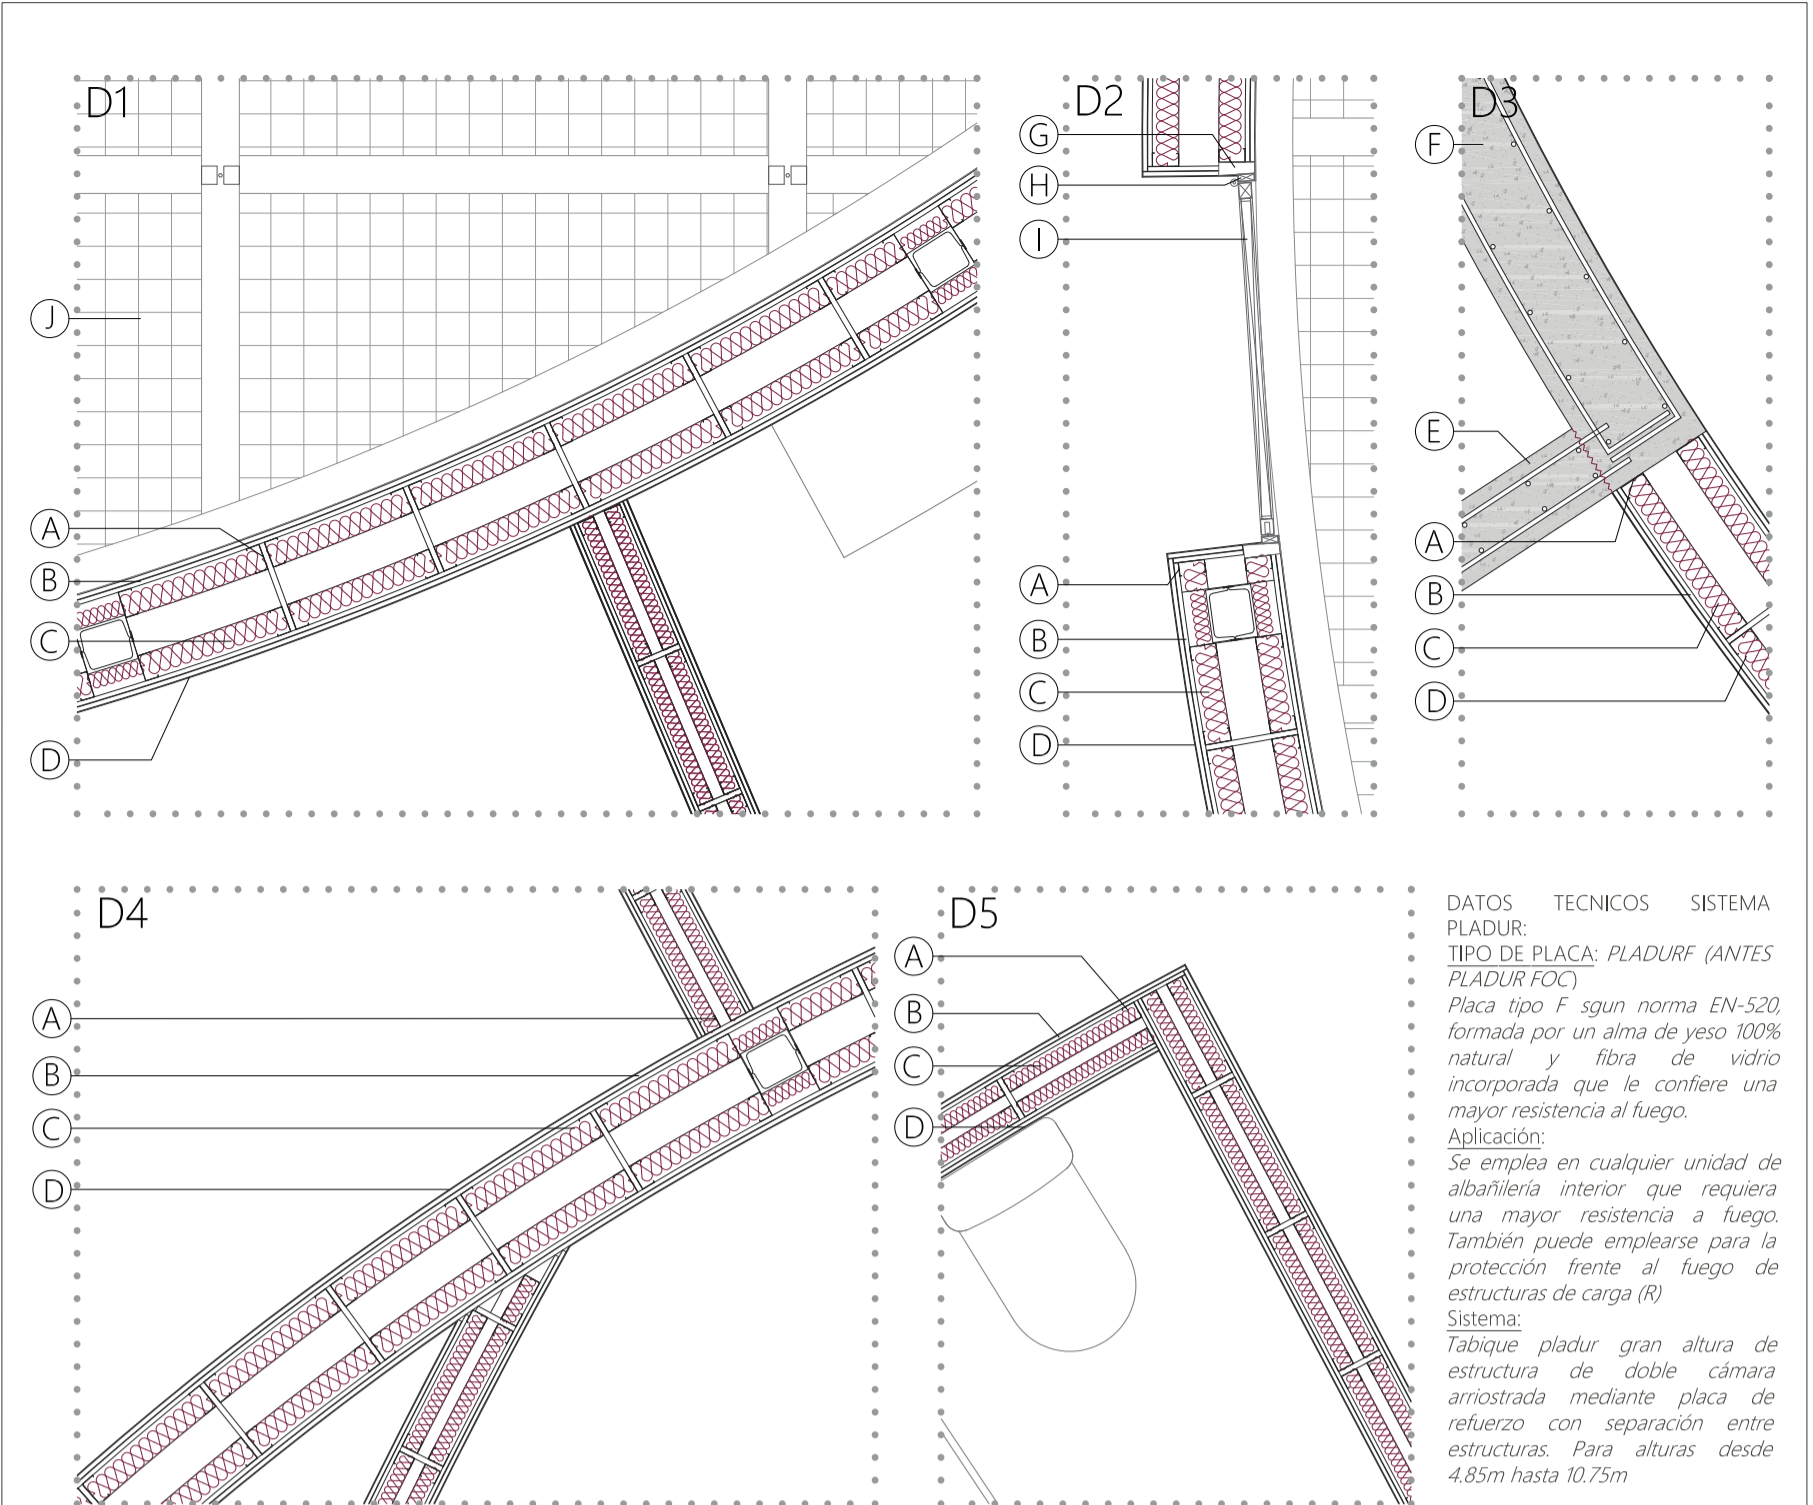 D1
J
A
B
C
D
D2
G
H
I
A
B
C
D
D3
F
E
A
B
C
D
D4
A
B
C
D
D5
A
B
C
D
DATOS TECNICOS SISTEMA
PLADUR:
TIPO DE PLACA: PLADURF (ANTES
PLADUR FOC)
Placa tipo F sgun norma EN-520,
formada por un alma de yeso 100%
natural y fibra de vidrio
incorporada que le confiere una
mayor resistencia al fuego.
Aplicación:
Se emplea en cualquier unidad de
albañilería interior que requiera
una mayor resistencia a fuego.
También puede emplearse para la
protección frente al fuego de
estructuras de carga (R)
Sistema:
Tabique pladur gran altura de
estructura de doble cámara
arriostrada mediante placa de
refuerzo con separación entre
estructuras. Para alturas desde
4.85m hasta 10.75m